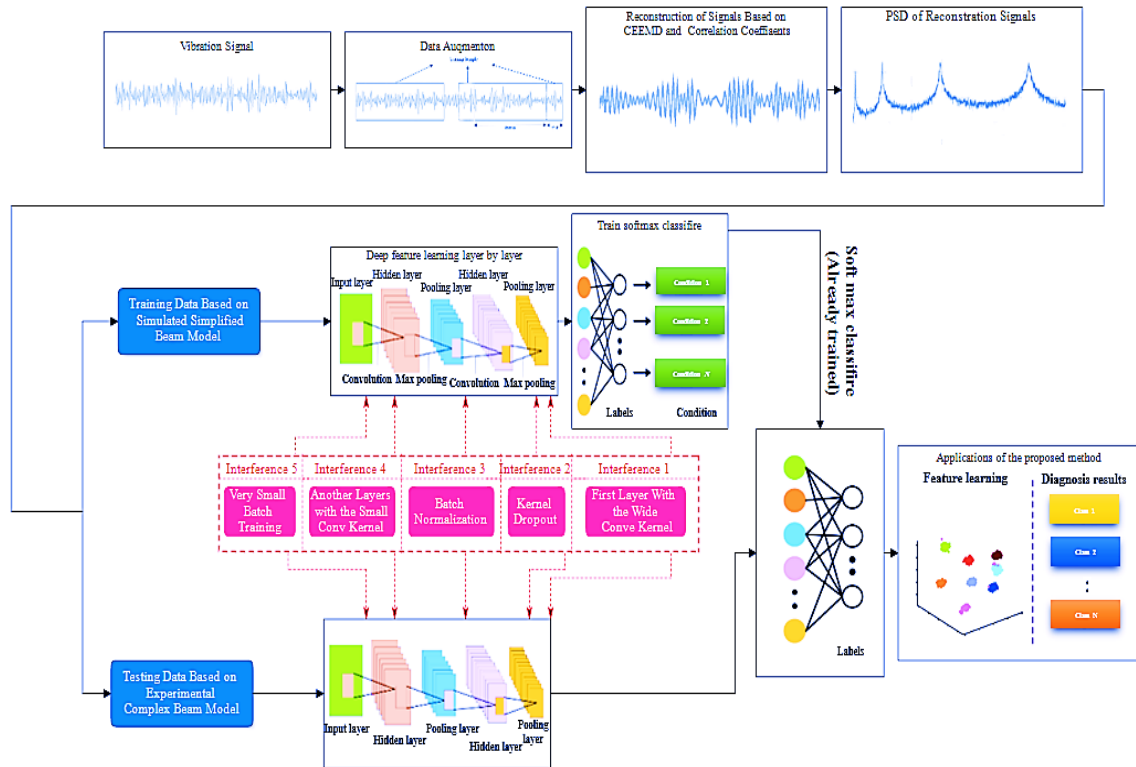 Vibration Signal
Data Auqmenton
Reconstruction of Signals Based on
CEEMD and Correlation Coeffiaents
PSD of Reconstration Signals
Training Data Based on
Simulated Simplified
Beam Model
Deep feature learning layer by layer
Input layer
Hidden layer
Pooling layer
Hidden layer
Pooling layer
Convolution
Max pooling
Convolution
Max pooling
Train softmax classifire
Condition 1
Condition 2
Condition N
Labels
Condition
Soft max classifire
(Already trained)
Interference 5
Interference 4
Interference 3
Interference 2
Interference 1
Very Small
Batch
Training
Another Layers
with the Small
Conv Kernel
Batch
Normalization
Kernel
Dropout
First Layer With
the Wide
Conve Kernel
Labels
Applications of the proposed method
Feature learning
Diagnosis results
Class 1
Class 2
Class N
Testing Data Based on
Experimental
Complex Beam Model
Input layer
Hidden layer
Pooling layer
Hidden layer
Pooling
layer